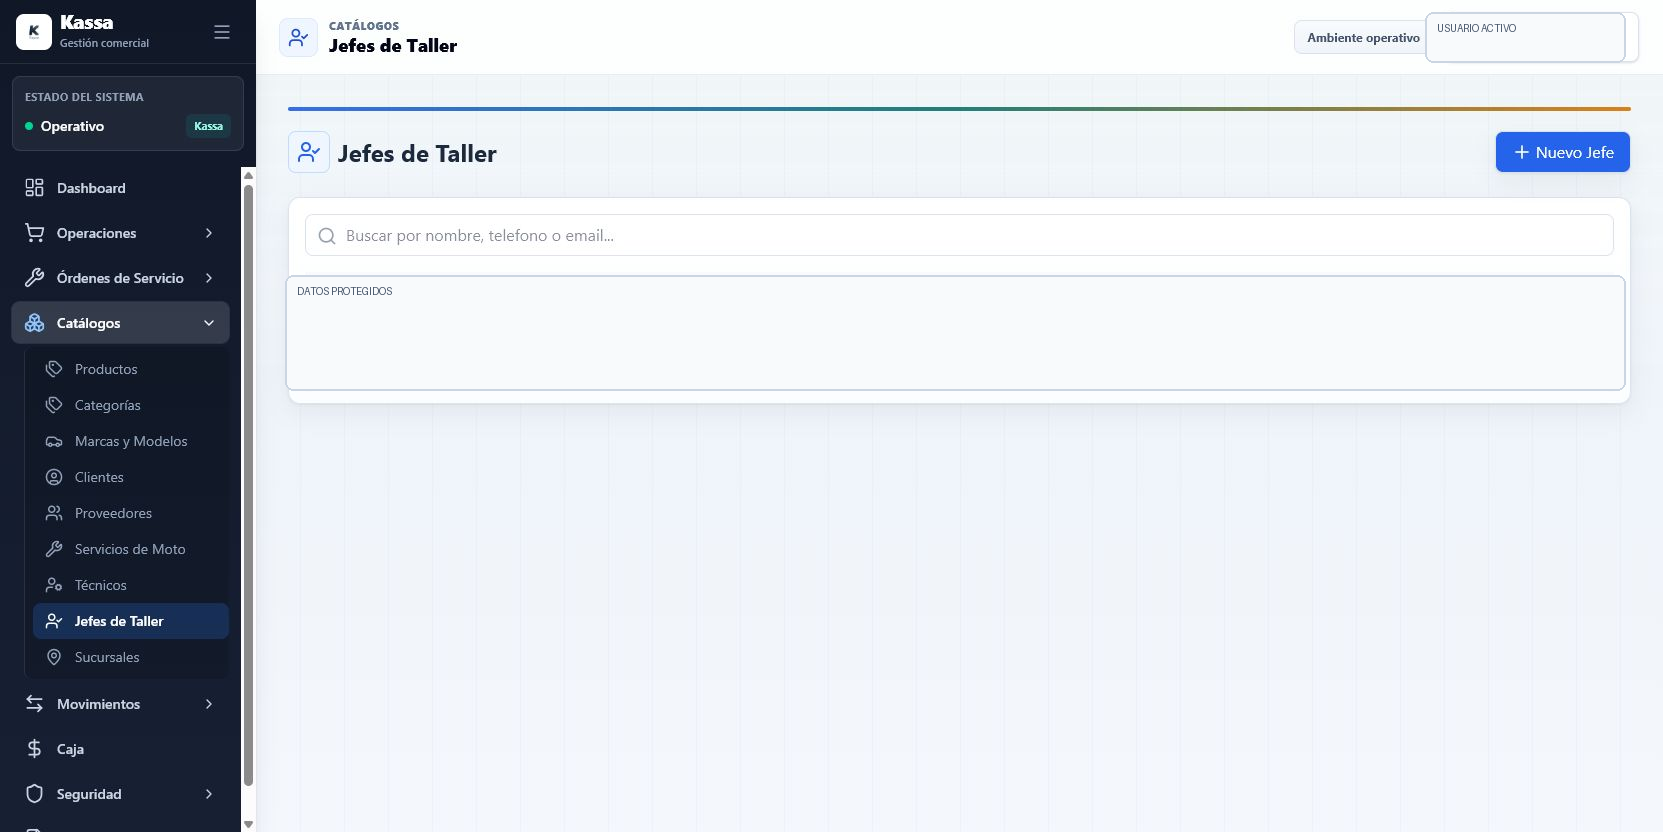 Kassa
Gestión comercial
ESTADO DEL SISTEMA
Operativo
Kassa
Dashboard
Operaciones
Órdenes de Servicio
Catálogos
Productos
Categorías
Marcas y Modelos
Clientes
Proveedores
Servicios de Moto
Técnicos
Jefes de Taller
Sucursales
Movimientos
Caja
Seguridad
CATÁLOGOS
Jefes de Taller
Ambiente operativo
USUARIO ACTIVO
Jefes de Taller
+ Nuevo Jefe
Buscar por nombre, telefono o email...
DATOS PROTEGIDOS